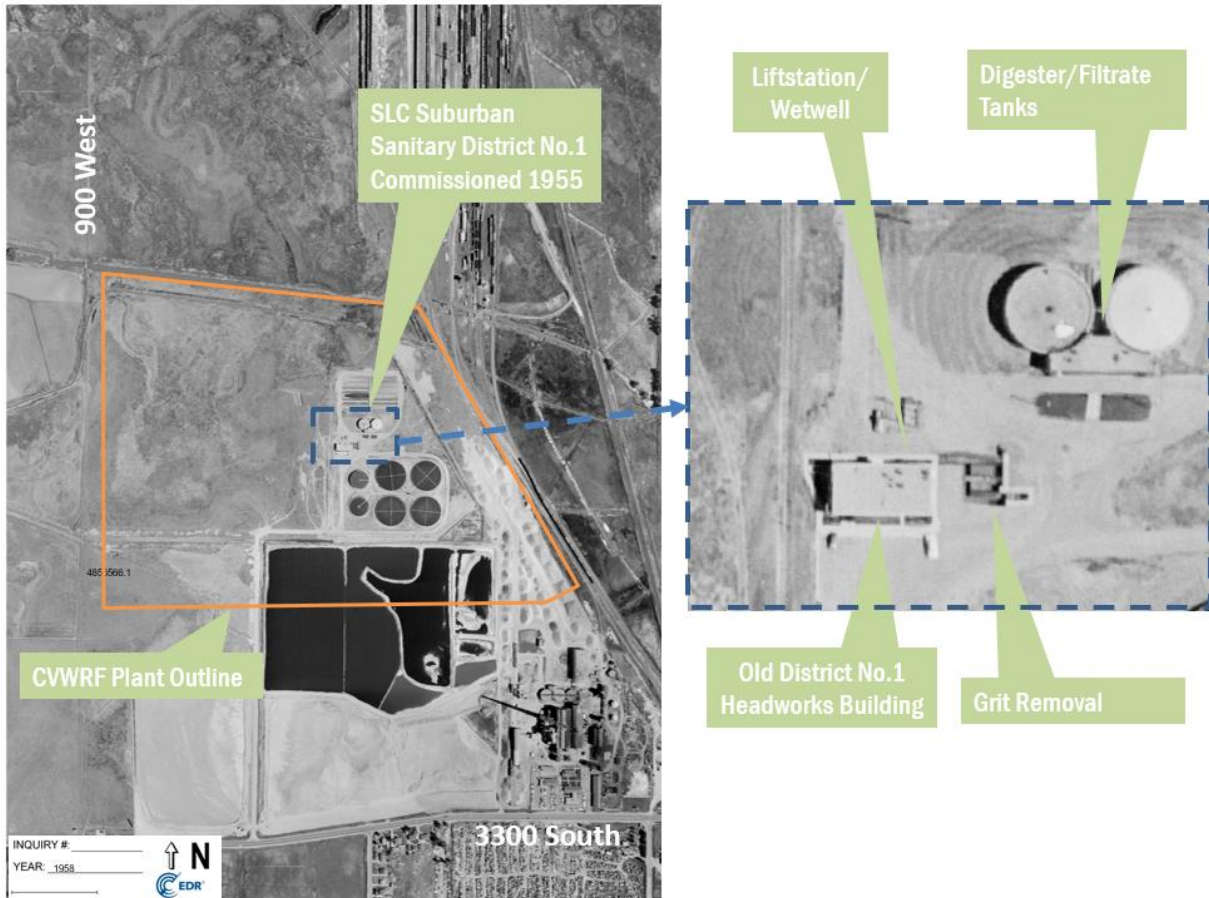 SLC Suburban
Sanitary District No.1
Commissioned 1955
900 West
CVWRF Plant Outline
3300 South
INQUIRY #:
YEAR: 1958
N
EDR®
Liftstation/
Wetwell
Digester/Filtrate
Tanks
Old District No.1
Headworks Building
Grit Removal